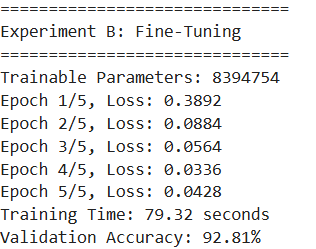 ==============================
Experiment B: Fine-Tuning
==============================
Trainable Parameters: 8394754
Epoch 1/5, Loss: 0.3892
Epoch 2/5, Loss: 0.0884
Epoch 3/5, Loss: 0.0564
Epoch 4/5, Loss: 0.0336
Epoch 5/5, Loss: 0.0428
Training Time: 79.32 seconds
Validation Accuracy: 92.81%